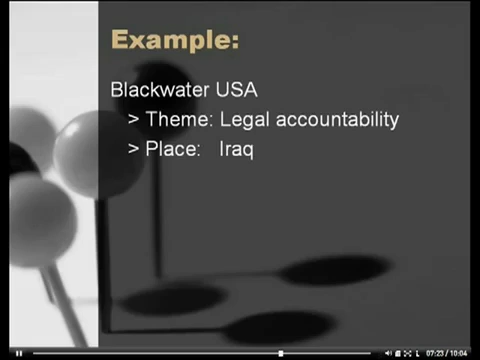 Example:
Blackwater USA
> Theme: Legal accountability
> Place: Iraq
07:23 / 10:04